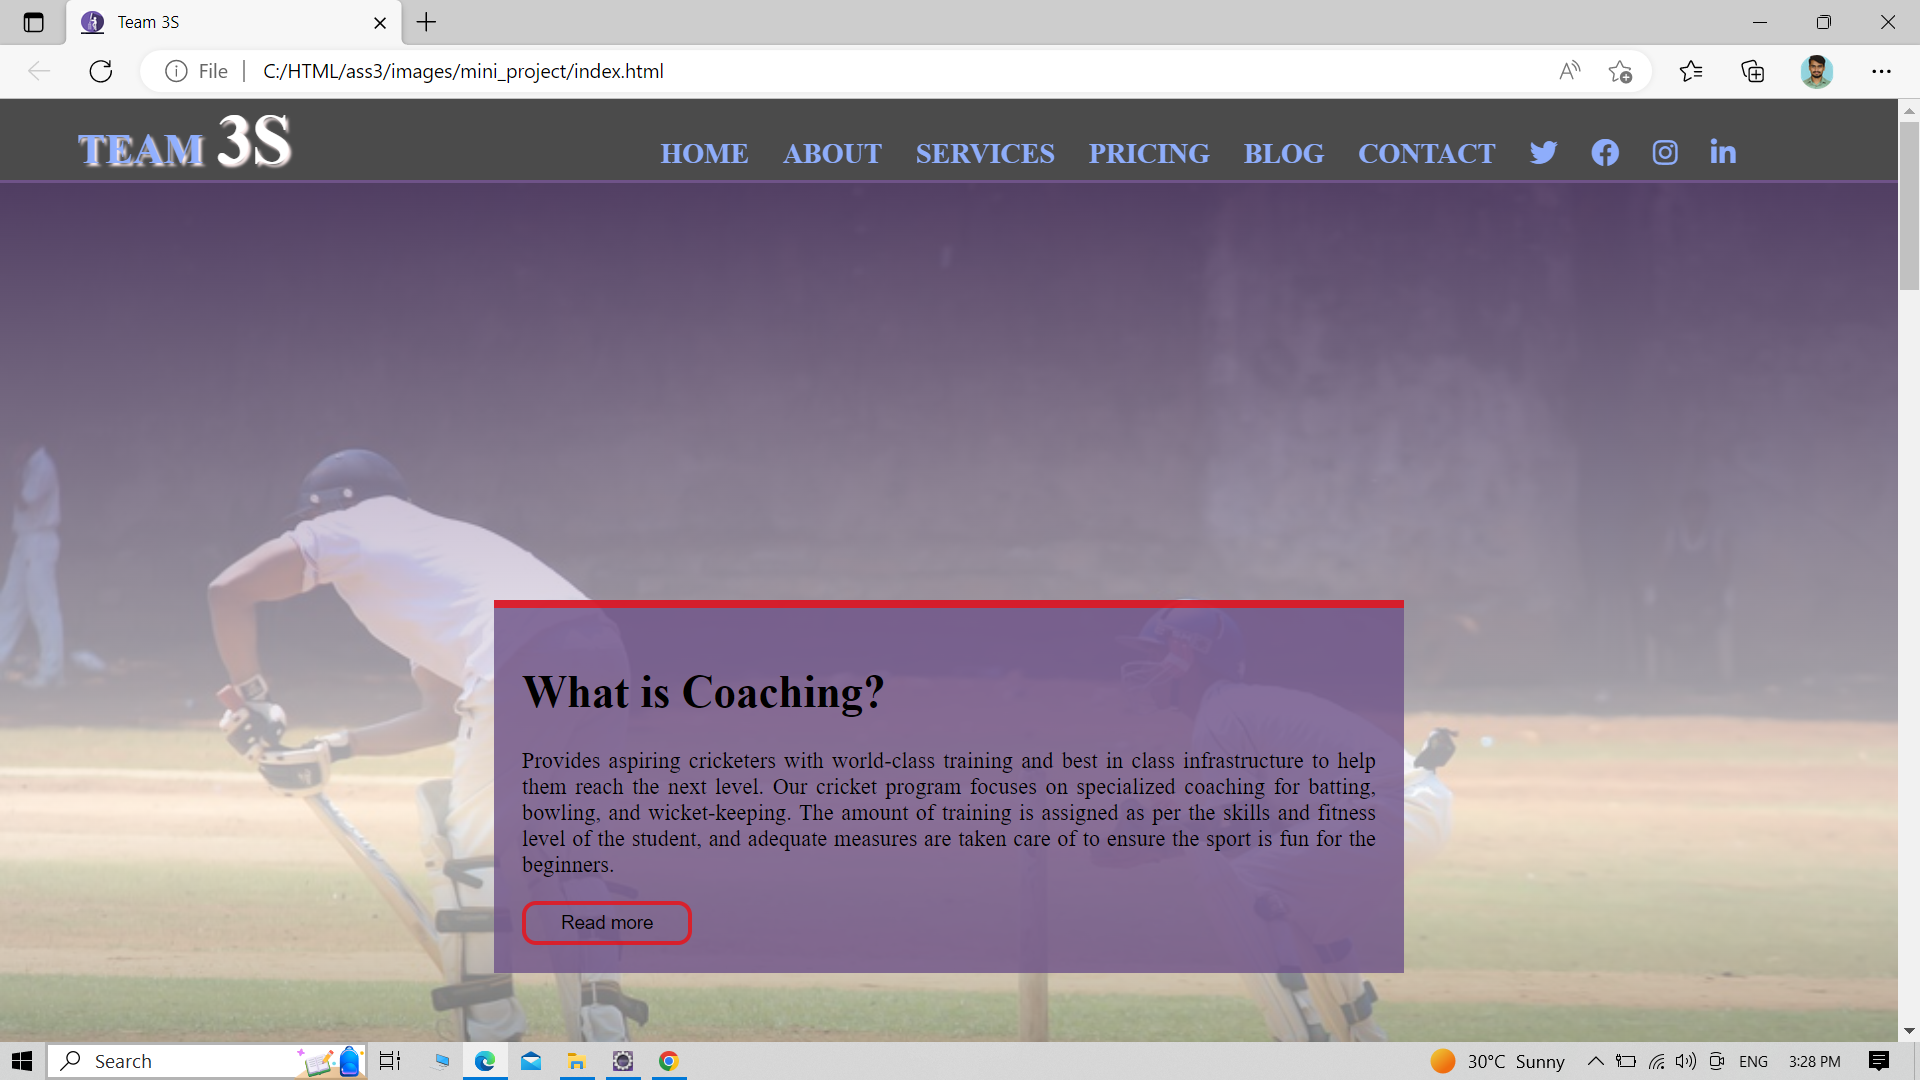 Team 3S
File
C:/HTML/ass3/images/mini_project/index.html
TEAM 3S
HOME ABOUT SERVICES PRICING BLOG CONTACT
What is Coaching?
Provides aspiring cricketers with world-class training and best in class infrastructure to help
them reach the next level. Our cricket program focuses on specialized coaching for batting,
bowling, and wicket-keeping. The amount of training is assigned as per the skills and fitness
level of the student, and adequate measures are taken care of to ensure the sport is fun for the
beginners.
Read more
Search
30°C Sunny
ENG
3:28 PM